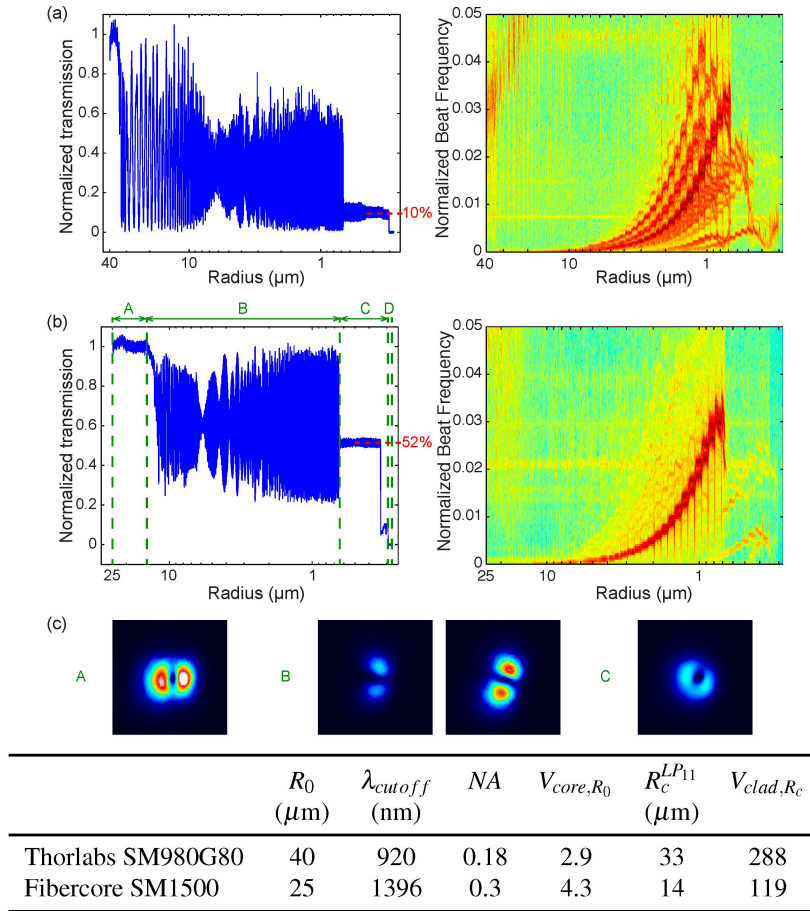 (a)
Normalized transmission
1
0.8
0.6
0.4
0.2
0
10%
40
10
1
Radius (μm)
Normalized Beat Frequency
0.05
0.04
0.03
0.02
0.01
0
40
10
1
Radius (μm)
A
B
C
D
(b)
Normalized transmission
1
0.8
0.6
0.4
0.2
0
52%
25
10
1
Radius (μm)
Normalized Beat Frequency
0.05
0.04
0.03
0.02
0.01
0
25
10
1
Radius (μm)
(c)
A
B
C
R0 λcutoff NA Vcore,R0 Rc^LP11 Vclad,Rc
(μm) (nm) (μm)
Thorlabs SM980G80 40 920 0.18 2.9 33 288
Fibercore SM1500 25 1396 0.3 4.3 14 119